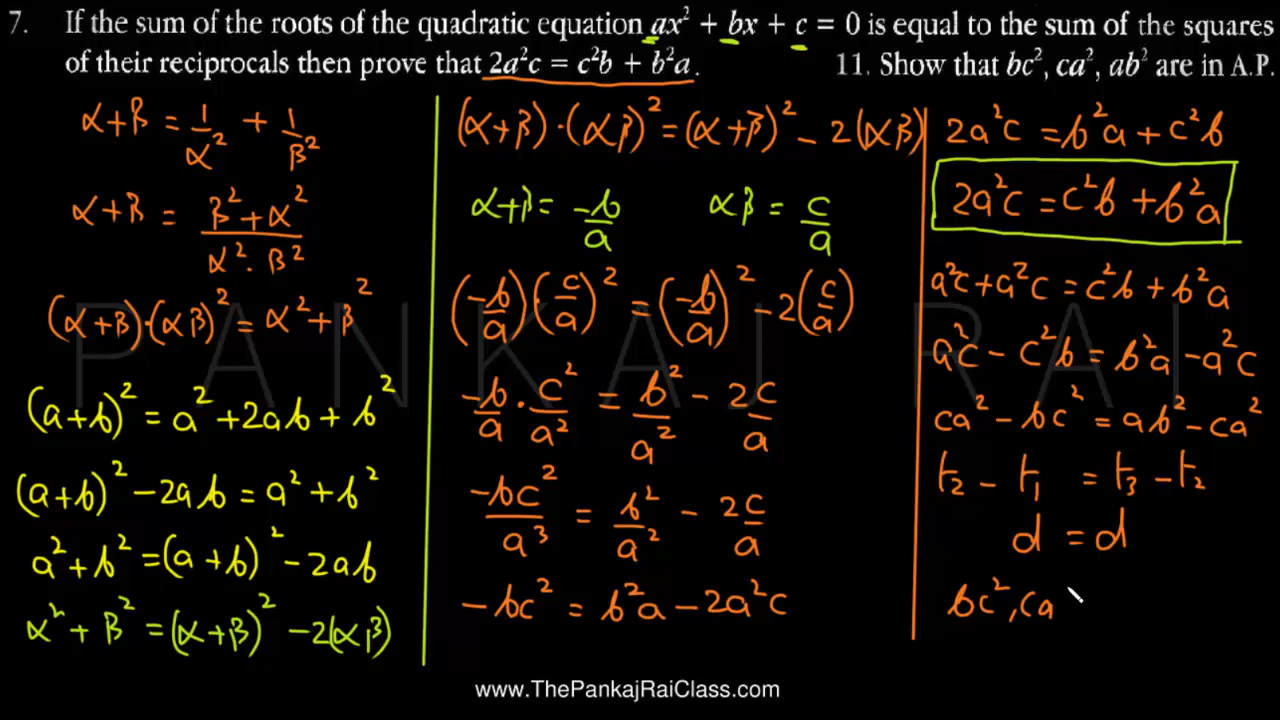 7. If the sum of the roots of the quadratic equation ax² + bx + c = 0 is equal to the sum of the squares
of their reciprocals then prove that 2a²c = c²b + b²a. 11. Show that bc², ca², ab² are in A.P.
α+β = 1/α² + 1/β²
α+β = (β²+α²)/(α²·β²)
(α+β)·(αβ)² = α²+β²
(a+b)² = a²+2ab+b²
(a+b)²-2ab = a²+b²
a²+b² = (a+b)²-2ab
α²+β² = (α+β)²-2(αβ)
(α+β)·(αβ)² = (α+β)²-2(αβ)
α+β = -b/a αβ = c/a
(-b/a)·(c/a)² = (-b/a)²-2(c/a)
-b/a · c²/a² = b²/a² - 2c/a
-bc²/a³ = b²/a² - 2c/a
-bc² = b²a-2a²c
2a²c = b²a+c²b
2a²c = c²b+b²a
a²c+a²c = c²b+b²a
a²c-c²b = b²a-a²c
ca²-bc² = ab²-ca²
t₂-t₁ = t₃-t₂
d = d
bc², ca
PANKAJ RAI
www.ThePankajRaiClass.com